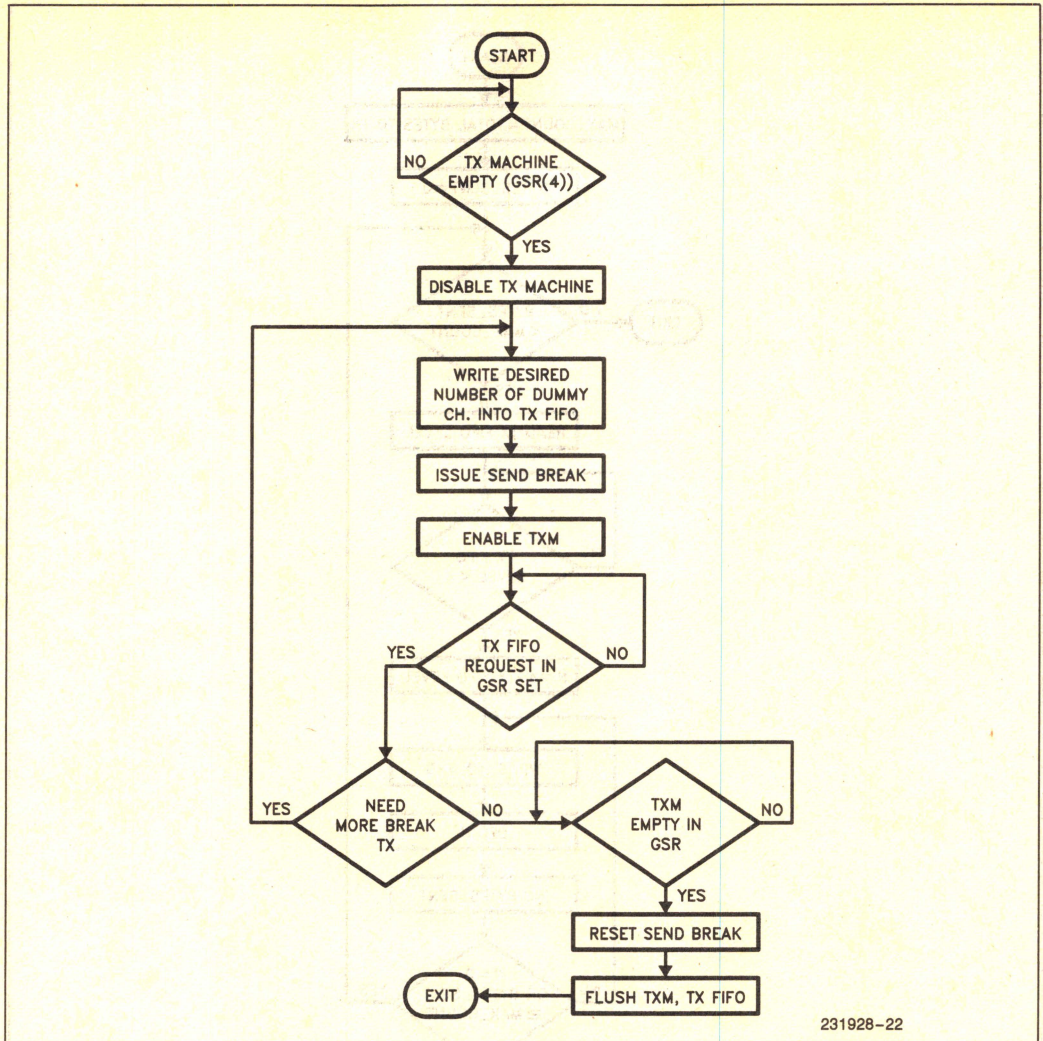 START
NO
TX MACHINE
EMPTY (GSR(4))
YES
DISABLE TX MACHINE
WRITE DESIRED
NUMBER OF DUMMY
CH. INTO TX FIFO
ISSUE SEND BREAK
ENABLE TXM
YES
TX FIFO
REQUEST IN
GSR SET
NO
YES
NEED
MORE BREAK
TX
NO
TXM
EMPTY IN
GSR
NO
YES
RESET SEND BREAK
EXIT
FLUSH TXM, TX FIFO
231928-22